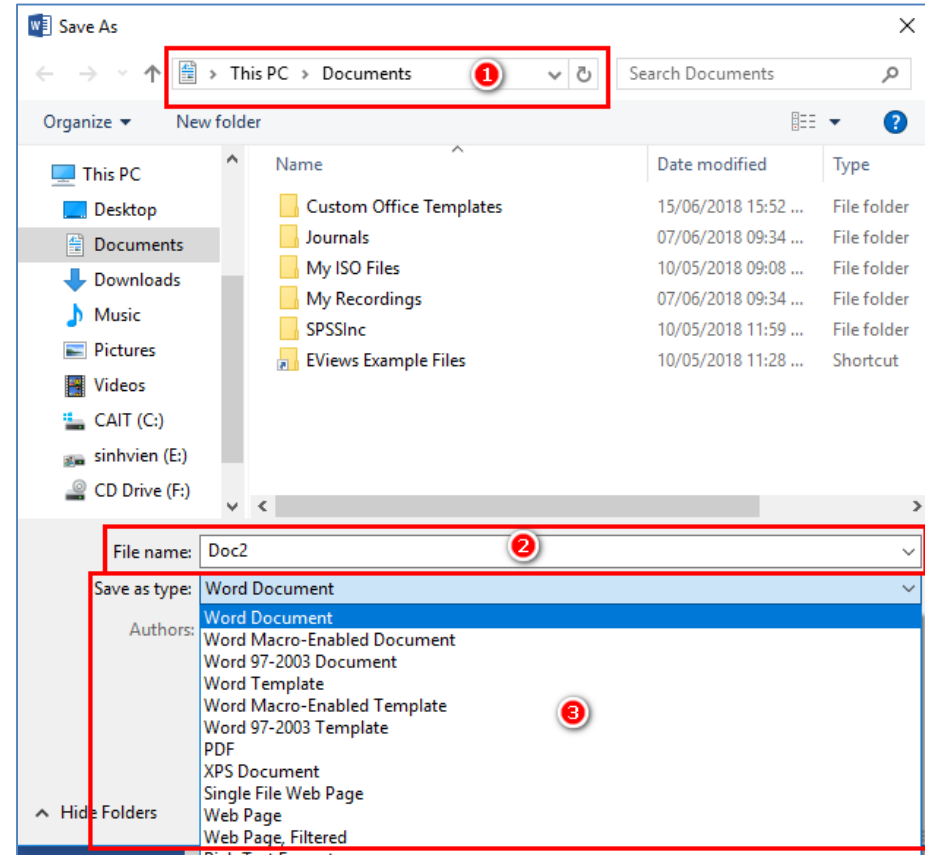 Save As
This PC > Documents
1
Search Documents
Organize
New folder
?
This PC
Desktop
Documents
Downloads
Music
Pictures
Videos
CAIT (C:)
sinhvien (E:)
CD Drive (F:)
Name Date modified Type
Custom Office Templates 15/06/2018 15:52 ... File folder
Journals 07/06/2018 09:34 ... File folder
My ISO Files 10/05/2018 09:08 ... File folder
My Recordings 07/06/2018 09:34 ... File folder
SPSSInc 10/05/2018 11:59 ... File folder
EViews Example Files 10/05/2018 11:28 ... Shortcut
File name: Doc2
2
Save as type: Word Document
Authors:
Word Document
Word Macro-Enabled Document
Word 97-2003 Document
Word Template
Word Macro-Enabled Template
3
Word 97-2003 Template
PDF
XPS Document
Single File Web Page
Web Page
Web Page, Filtered
Hide Folders